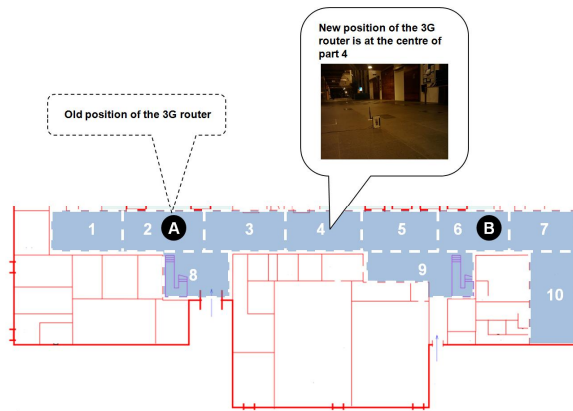 New position of the 3G
router is at the centre of
part 4
Old position of the 3G router
1
2
A
3
4
5
6
B
7
8
9
10